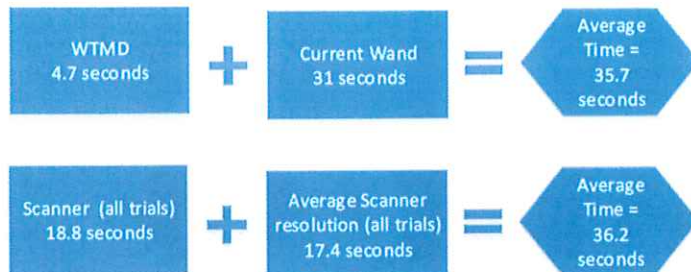 WTMD
4.7 seconds
+
Current Wand
31 seconds
=
Average
Time =
35.7
seconds
Scanner (all trials)
18.8 seconds
+
Average Scanner
resolution (all trials)
17.4 seconds
=
Average
Time =
36.2
seconds